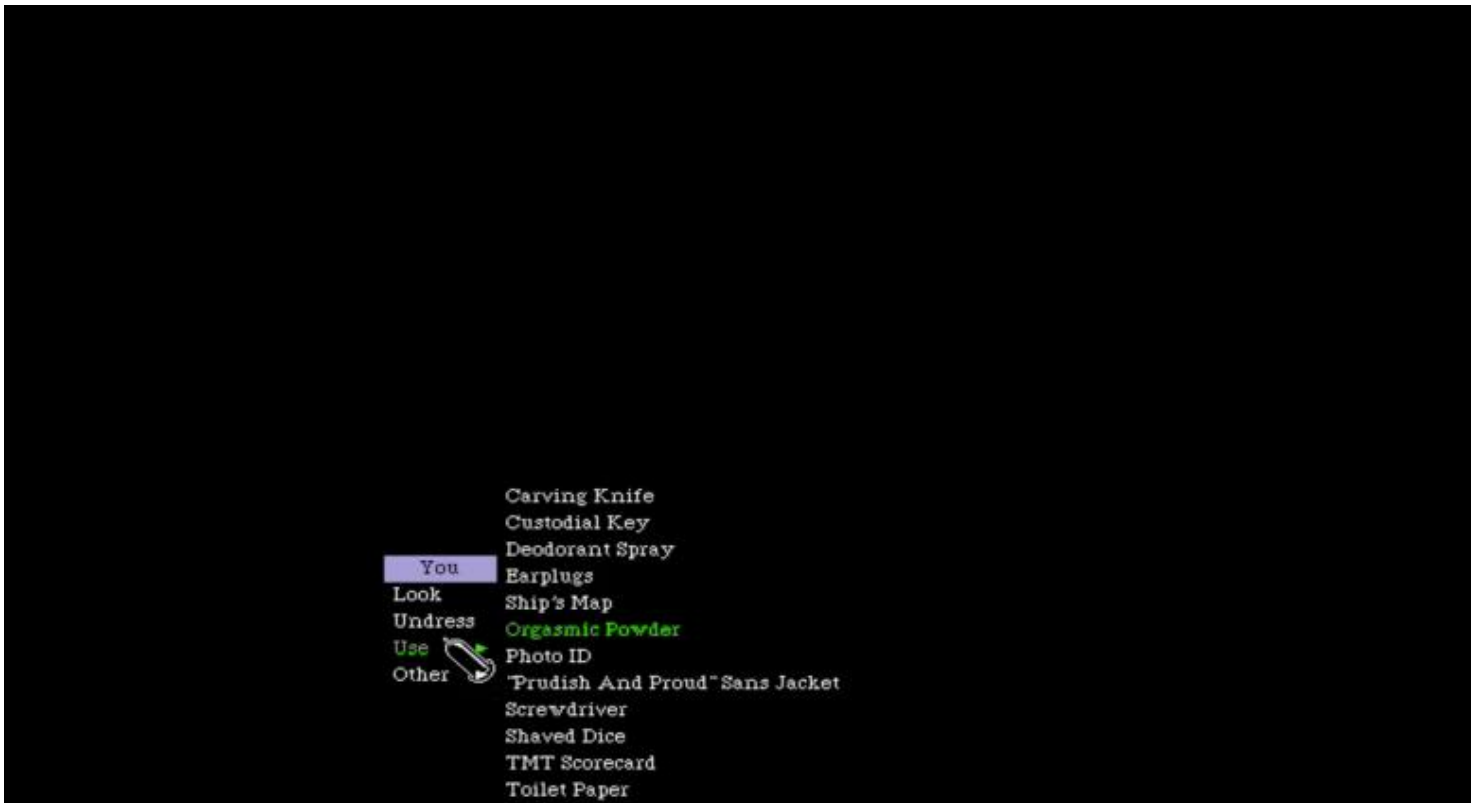 You
Look
Undress
Use
Other
Carving Knife
Custodial Key
Deodorant Spray
Earplugs
Ship's Map
Orgasmic Powder
Photo ID
"Prudish And Proud" Sans Jacket
Screwdriver
Shaved Dice
TMT Scorecard
Toilet Paper